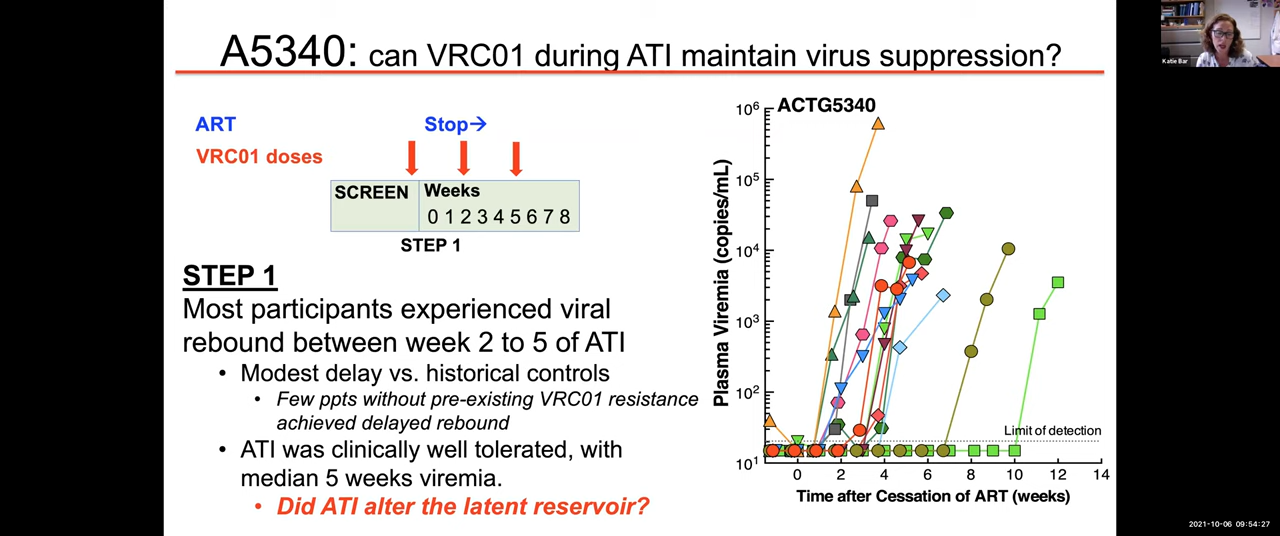 A5340: can VRC01 during ATI maintain virus suppression?
Katie Bar
ART Stop→
VRC01 doses
SCREEN Weeks
0 1 2 3 4 5 6 7 8
STEP 1
STEP 1
Most participants experienced viral
rebound between week 2 to 5 of ATI
• Modest delay vs. historical controls
• Few ppts without pre-existing VRC01 resistance
achieved delayed rebound
• ATI was clinically well tolerated, with
median 5 weeks viremia.
• Did ATI alter the latent reservoir?
ACTG5340
Plasma Viremia (copies/mL)
10⁶
10⁵
10⁴
10³
10²
10¹
Limit of detection
0 2 4 6 8 10 12 14
Time after Cessation of ART (weeks)
2021-10-06 09:54:27